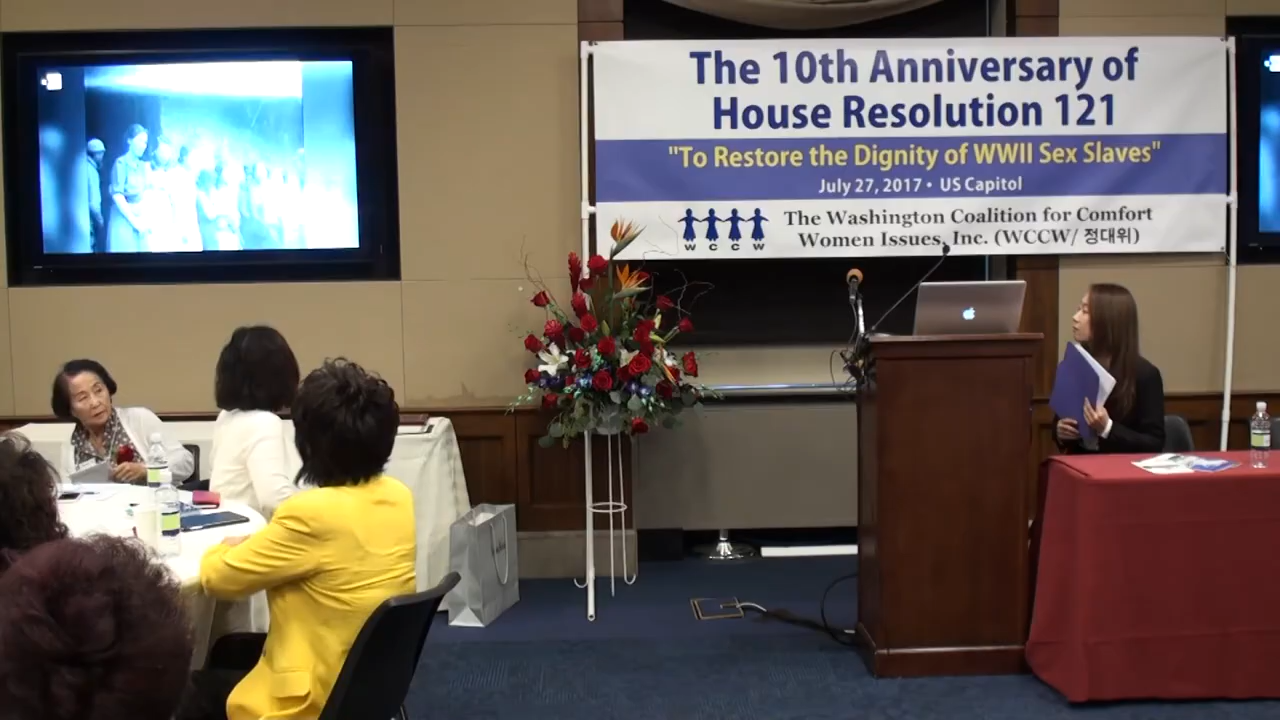 The 10th Anniversary of
House Resolution 121
"To Restore the Dignity of WWII Sex Slaves"
July 27, 2017 • US Capitol
W C C W
The Washington Coalition for Comfort
Women Issues, Inc. (WCCW/ 정대위)